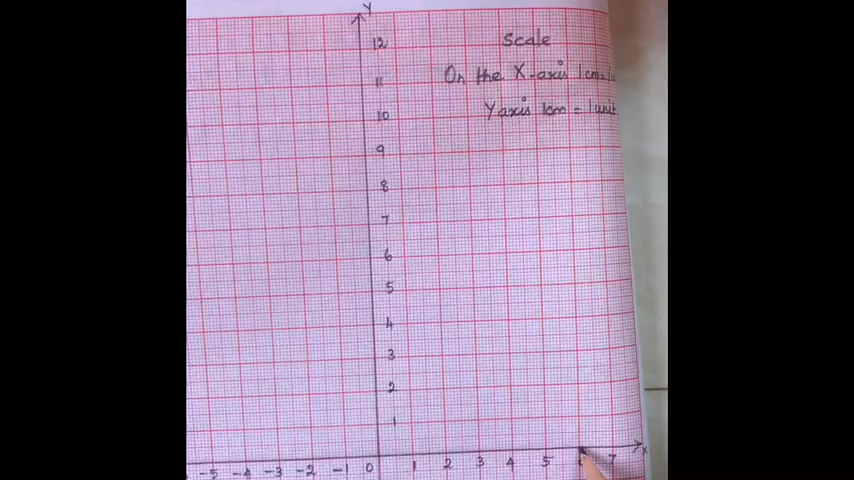 Y
Scale
12
On the X-axis 1cm =
11
Y axis 1cm = 1 unit
10
9
8
7
6
5
4
3
2
1
X
-5 -4 -3 -2 -1 0 1 2 3 4 5 7